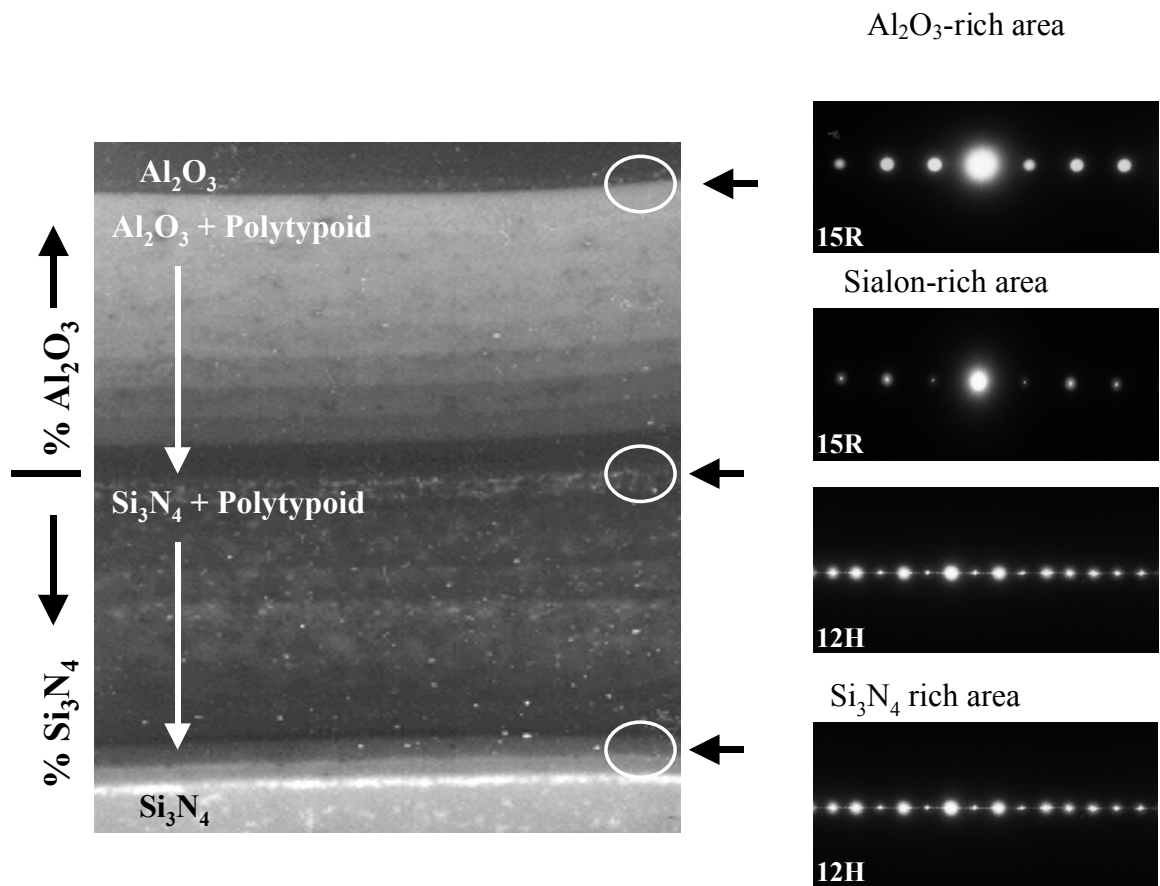 Al₂O₃-rich area
Al₂O₃
Al₂O₃ + Polytypoid
15R
Sialon-rich area
% Al₂O₃
15R
Si₃N₄ + Polytypoid
12H
% Si₃N₄
Si₃N₄ rich area
Si₃N₄
12H